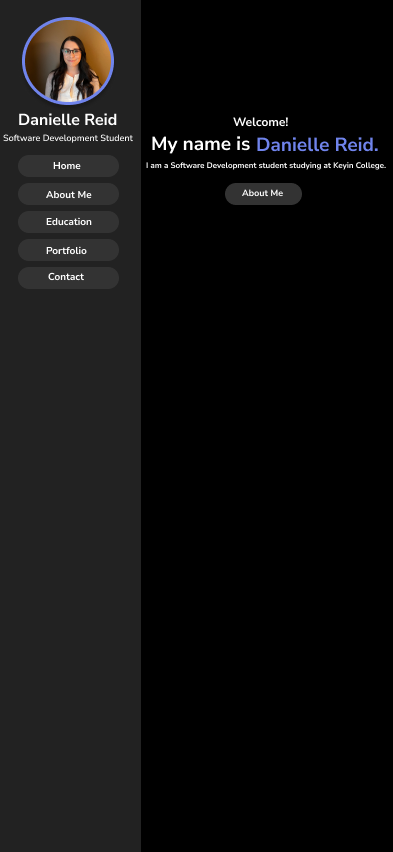 Danielle Reid
Software Development Student
Home
About Me
Education
Portfolio
Contact
Welcome!
My name is Danielle Reid.
I am a Software Development student studying at Keyin College.
About Me